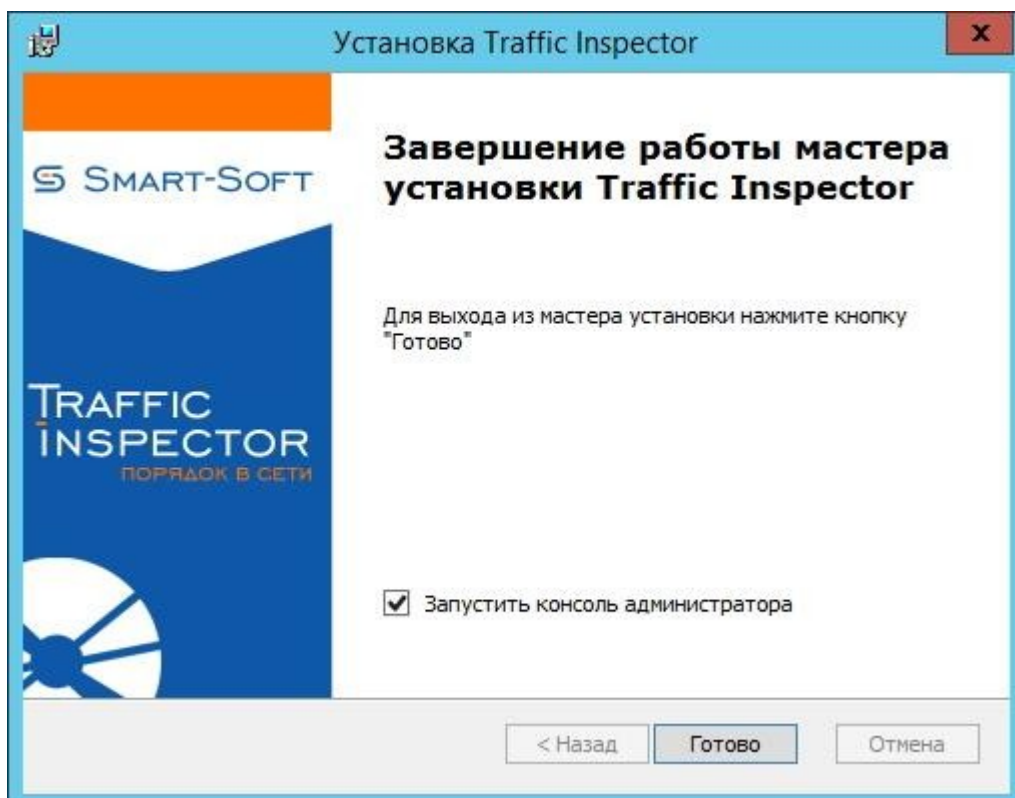 Установка Traffic Inspector
x
SMART-SOFT
Завершение работы мастера
установки Traffic Inspector
Для выхода из мастера установки нажмите кнопку
"Готово"
TRAFFIC
INSPECTOR
ПОРЯДОК В СЕТИ
Запустить консоль администратора
< Назад
Готово
Отмена